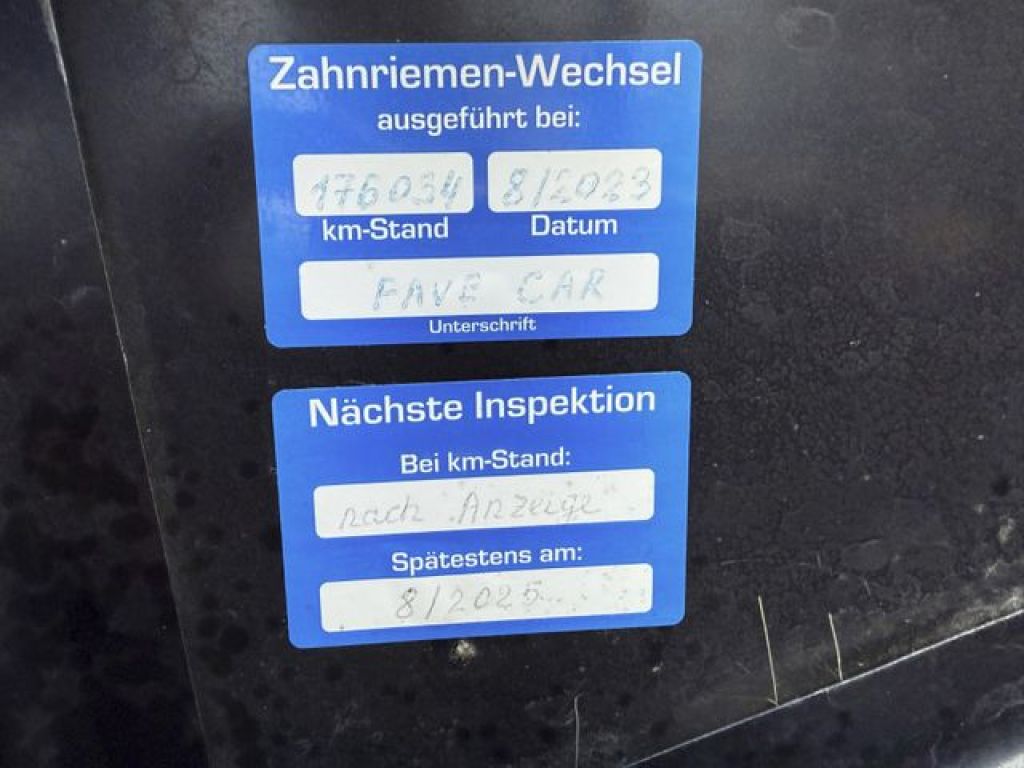 Zahnriemen-Wechsel
ausgeführt bei:
176034 8/2023
km-Stand Datum
FAVE CAR
Unterschrift
Nächste Inspektion
Bei km-Stand:
nach Anzeige
Spätestens am:
8/2025